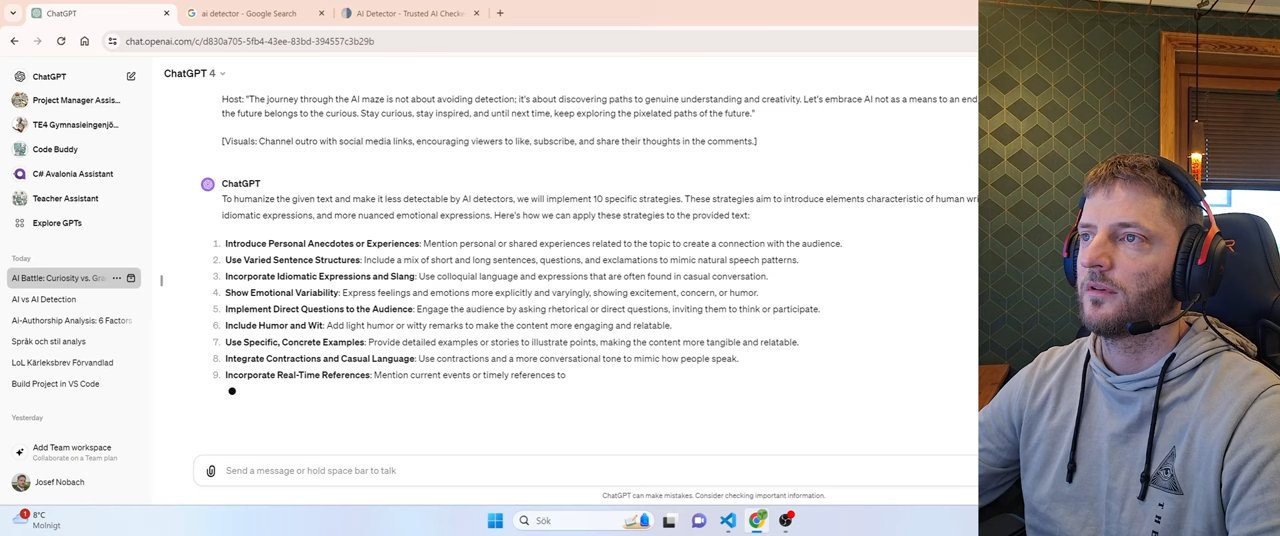 ChatGPT
ai detector - Google Search
AI Detector - Trusted AI Checke
chat.openai.com/c/d830a705-5fb4-43ee-83bd-394557c3b29b
ChatGPT
Project Manager Assis...
TE4 Gymnasieingenjö...
Code Buddy
C# Avalonia Assistant
Teacher Assistant
Explore GPTs
Today
AI Battle: Curiosity vs. Gra
AI vs AI Detection
Ai-Authorship Analysis: 6 Factors
Språk och stil analys
LoL Kärleksbrev Förvandlad
Build Project in VS Code
Yesterday
Add Team workspace
Collaborate on a Team plan
Josef Nobach
ChatGPT 4
Host: "The journey through the AI maze is not about avoiding detection; it's about discovering paths to genuine understanding and creativity. Let's embrace AI not as a means to an end
the future belongs to the curious. Stay curious, stay inspired, and until next time, keep exploring the pixelated paths of the future."
[Visuals: Channel outro with social media links, encouraging viewers to like, subscribe, and share their thoughts in the comments.]
ChatGPT
To humanize the given text and make it less detectable by AI detectors, we will implement 10 specific strategies. These strategies aim to introduce elements characteristic of human wri
idiomatic expressions, and more nuanced emotional expressions. Here's how we can apply these strategies to the provided text:
1. Introduce Personal Anecdotes or Experiences: Mention personal or shared experiences related to the topic to create a connection with the audience.
2. Use Varied Sentence Structures: Include a mix of short and long sentences, questions, and exclamations to mimic natural speech patterns.
3. Incorporate Idiomatic Expressions and Slang: Use colloquial language and expressions that are often found in casual conversation.
4. Show Emotional Variability: Express feelings and emotions more explicitly and varyingly, showing excitement, concern, or humor.
5. Implement Direct Questions to the Audience: Engage the audience by asking rhetorical or direct questions, inviting them to think or participate.
6. Include Humor and Wit: Add light humor or witty remarks to make the content more engaging and relatable.
7. Use Specific, Concrete Examples: Provide detailed examples or stories to illustrate points, making the content more tangible and relatable.
8. Integrate Contractions and Casual Language: Use contractions and a more conversational tone to mimic how people speak.
9. Incorporate Real-Time References: Mention current events or timely references to
Send a message or hold space bar to talk
ChatGPT can make mistakes. Consider checking important information.
1
8°C
Molnigt
Sök
THE